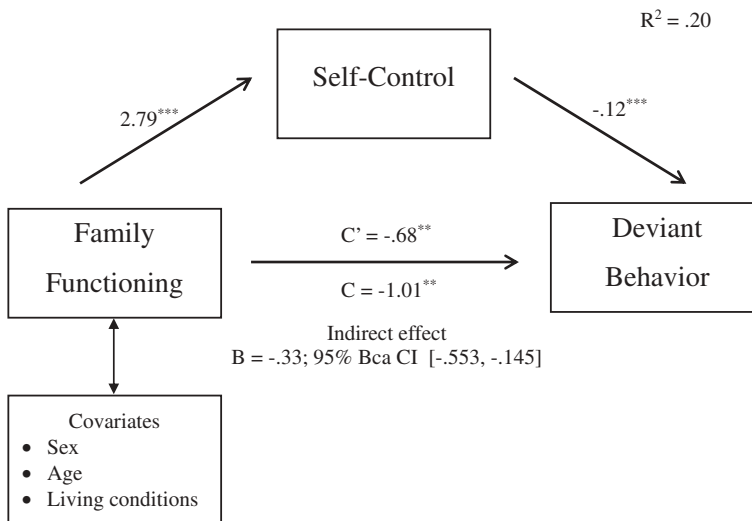 R² = .20
Self-Control
2.79***
-.12***
Family
Functioning
C’ = -.68**
C = -1.01**
Deviant
Behavior
Indirect effect
B = -.33; 95% Bca CI [-.553, -.145]
Covariates
• Sex
• Age
• Living conditions